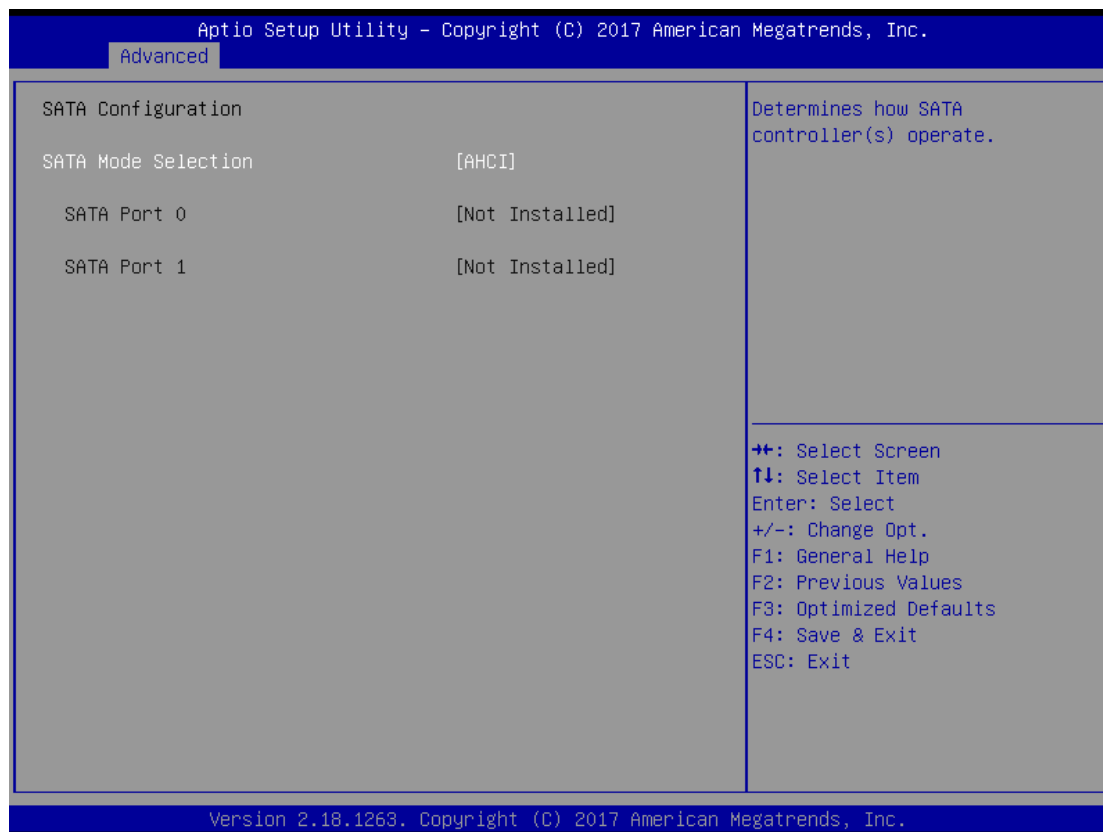 Aptio Setup Utility – Copyright (C) 2017 American Megatrends, Inc.
Advanced
SATA Configuration
SATA Mode Selection [AHCI]
SATA Port 0 [Not Installed]
SATA Port 1 [Not Installed]
Determines how SATA
controller(s) operate.
→←: Select Screen
↑↓: Select Item
Enter: Select
+/-: Change Opt.
F1: General Help
F2: Previous Values
F3: Optimized Defaults
F4: Save & Exit
ESC: Exit
Version 2.18.1263. Copyright (C) 2017 American Megatrends, Inc.